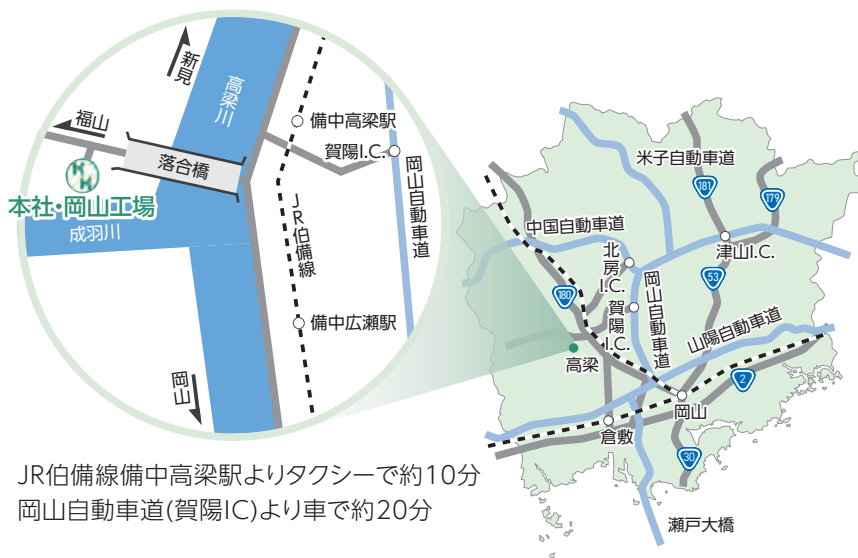 新見
高梁川
福山
落合橋
本社・岡山工場
成羽川
備中高梁駅
賀陽I.C.
岡山自動車道
JR伯備線
備中広瀬駅
岡山
米子自動車道
181
179
中国自動車道
北房I.C.
津山I.C.
53
180
賀陽I.C.
岡山自動車道
山陽自動車道
高梁
2
岡山
倉敷
30
瀬戸大橋
JR伯備線備中高梁駅よりタクシーで約10分
岡山自動車道(賀陽IC)より車で約20分